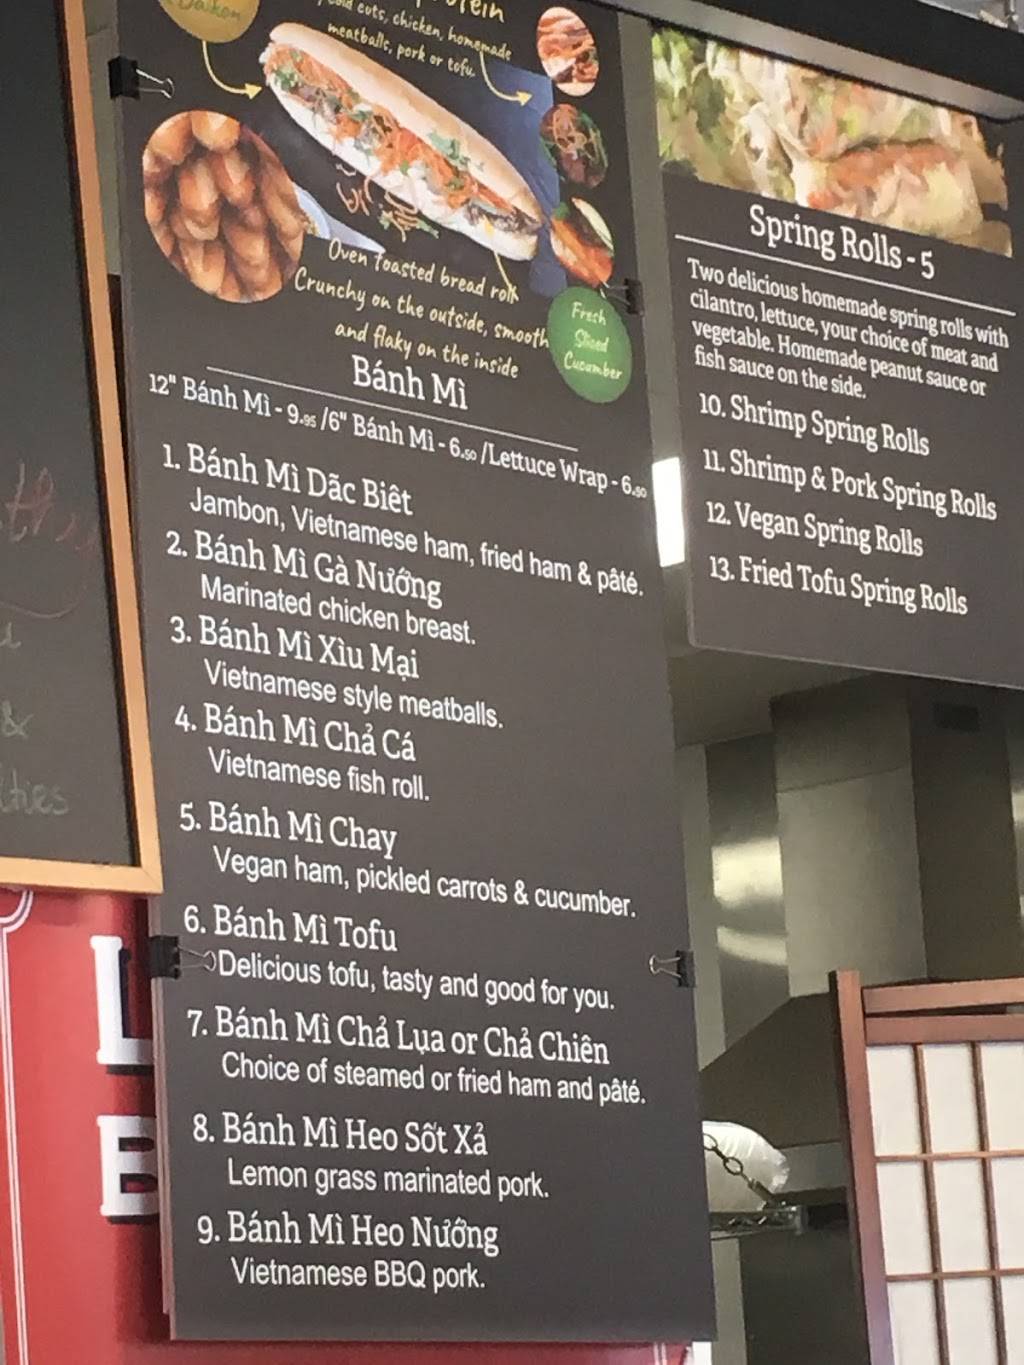 Daikon
cold cuts, chicken, homemade
meatballs, pork or tofu
Oven toasted bread roll
Crunchy on the outside, smooth
and flaky on the inside
Fresh
Sliced
Cucumber
Bánh Mì
12" Bánh Mì - 9.95 /6" Bánh Mì - 6.50 /Lettuce Wrap - 6.50
1. Bánh Mì Dãc Biêt
Jambon, Vietnamese ham, fried ham & pâté.
2. Bánh Mì Gà Nướng
Marinated chicken breast.
3. Bánh Mì Xìu Mại
Vietnamese style meatballs.
4. Bánh Mì Chả Cá
Vietnamese fish roll.
5. Bánh Mì Chay
Vegan ham, pickled carrots & cucumber.
6. Bánh Mì Tofu
Delicious tofu, tasty and good for you.
7. Bánh Mì Chả Lụa or Chả Chiên
Choice of steamed or fried ham and pâté.
8. Bánh Mì Heo Sốt Xả
Lemon grass marinated pork.
9. Bánh Mì Heo Nướng
Vietnamese BBQ pork.
Spring Rolls - 5
Two delicious homemade spring rolls with
cilantro, lettuce, your choice of meat and
vegetable. Homemade peanut sauce or
fish sauce on the side.
10. Shrimp Spring Rolls
11. Shrimp & Pork Spring Rolls
12. Vegan Spring Rolls
13. Fried Tofu Spring Rolls
&
L
B